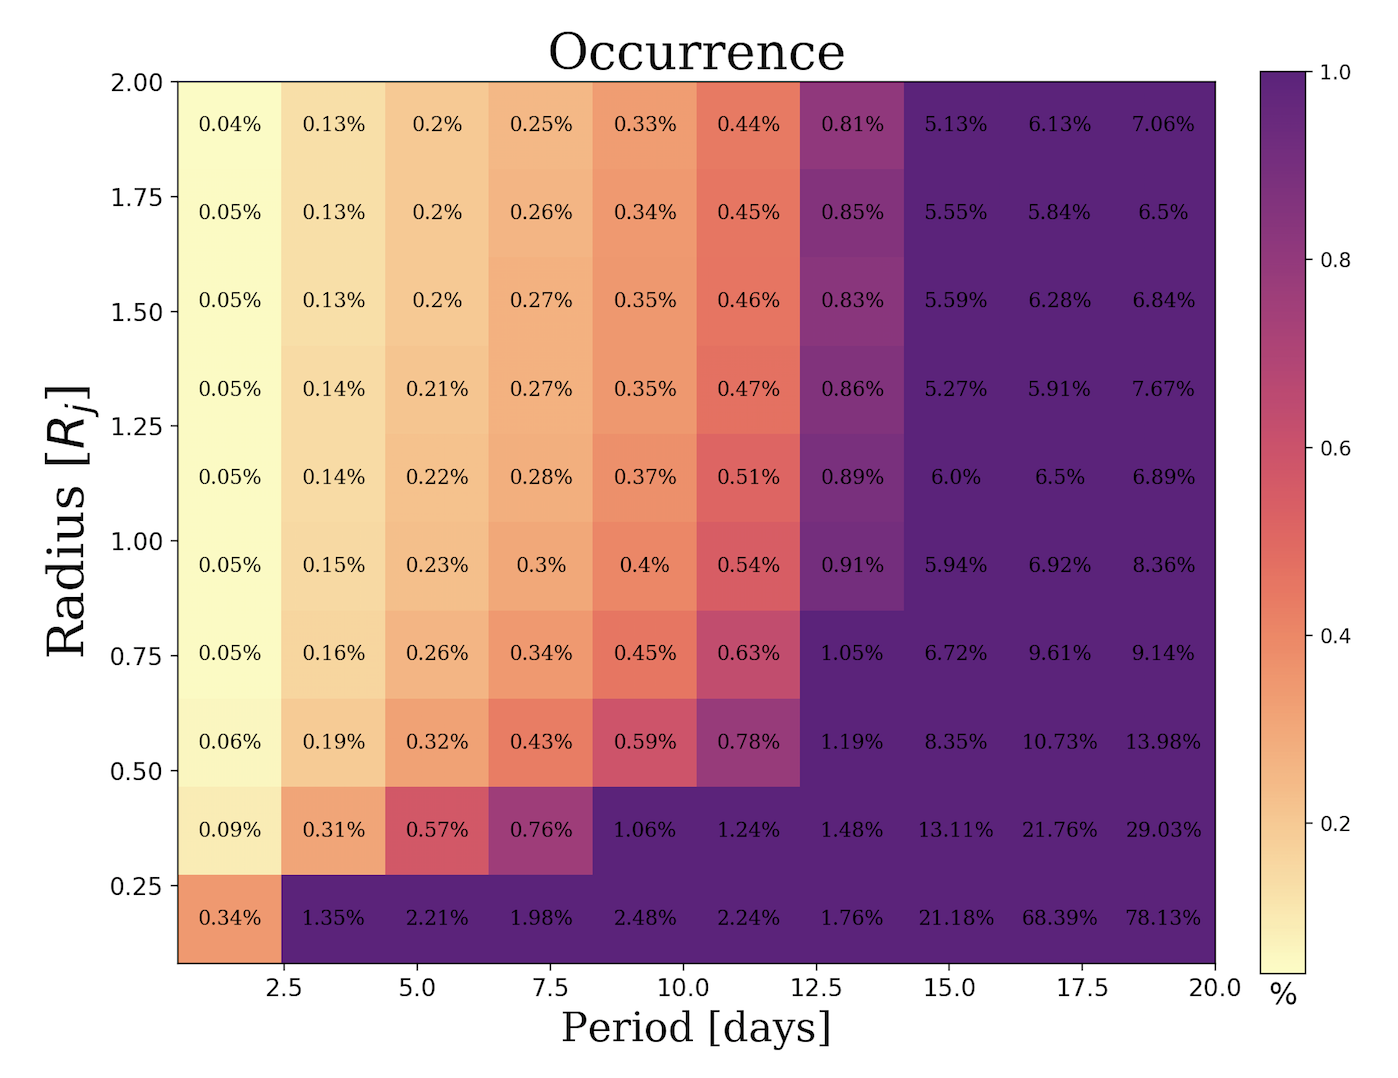 Occurrence
2.00 0.04% 0.13% 0.2% 0.25% 0.33% 0.44% 0.81% 5.13% 6.13% 7.06% 1.0
1.75 0.05% 0.13% 0.2% 0.26% 0.34% 0.45% 0.85% 5.55% 5.84% 6.5%
1.50 0.05% 0.13% 0.2% 0.27% 0.35% 0.46% 0.83% 5.59% 6.28% 6.84% 0.8
1.25 0.05% 0.14% 0.21% 0.27% 0.35% 0.47% 0.86% 5.27% 5.91% 7.67%
0.05% 0.14% 0.22% 0.28% 0.37% 0.51% 0.89% 6.0% 6.5% 6.89% 0.6
1.00 0.05% 0.15% 0.23% 0.3% 0.4% 0.54% 0.91% 5.94% 6.92% 8.36%
0.75 0.05% 0.16% 0.26% 0.34% 0.45% 0.63% 1.05% 6.72% 9.61% 9.14% 0.4
0.50 0.06% 0.19% 0.32% 0.43% 0.59% 0.78% 1.19% 8.35% 10.73% 13.98%
0.09% 0.31% 0.57% 0.76% 1.06% 1.24% 1.48% 13.11% 21.76% 29.03% 0.2
0.25 0.34% 1.35% 2.21% 1.98% 2.48% 2.24% 1.76% 21.18% 68.39% 78.13%
Radius [Rj]
2.5 5.0 7.5 10.0 12.5 15.0 17.5 20.0 %
Period [days]